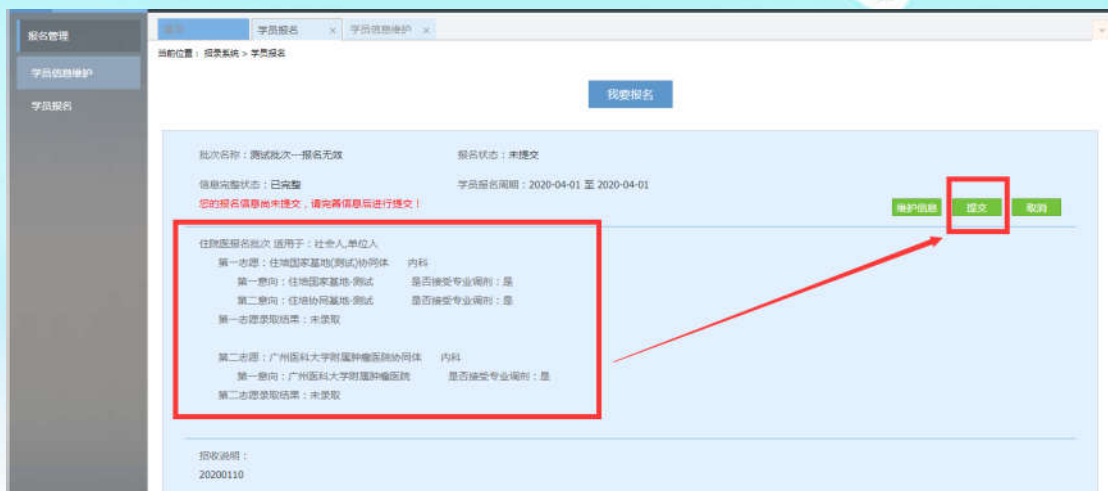 报名管理
学员信息维护
学员报名
学员报名 × 学员信息维护 ×
当前位置：招录系统 > 学员报名
我要报名
批次名称：测试批次一报名无效 报名状态：未提交
信息完整状态：已完整 学员报名周期：2020-04-01 至 2020-04-01
您的报名信息尚未提交，请完善信息后进行提交！
维护信息 提交 取消
住院医报名批次 适用于：社会人,单位人
第一志愿：住培国家基地(测试)协同体 内科
第一意向：住培国家基地-测试 是否接受专业调剂：是
第二意向：住培协同基地-测试 是否接受专业调剂：是
第一志愿录取结果：未录取
第二志愿：广州医科大学附属肿瘤医院协同体 内科
第一意向：广州医科大学附属肿瘤医院 是否接受专业调剂：是
第二志愿录取结果：未录取
招收说明：
20200110